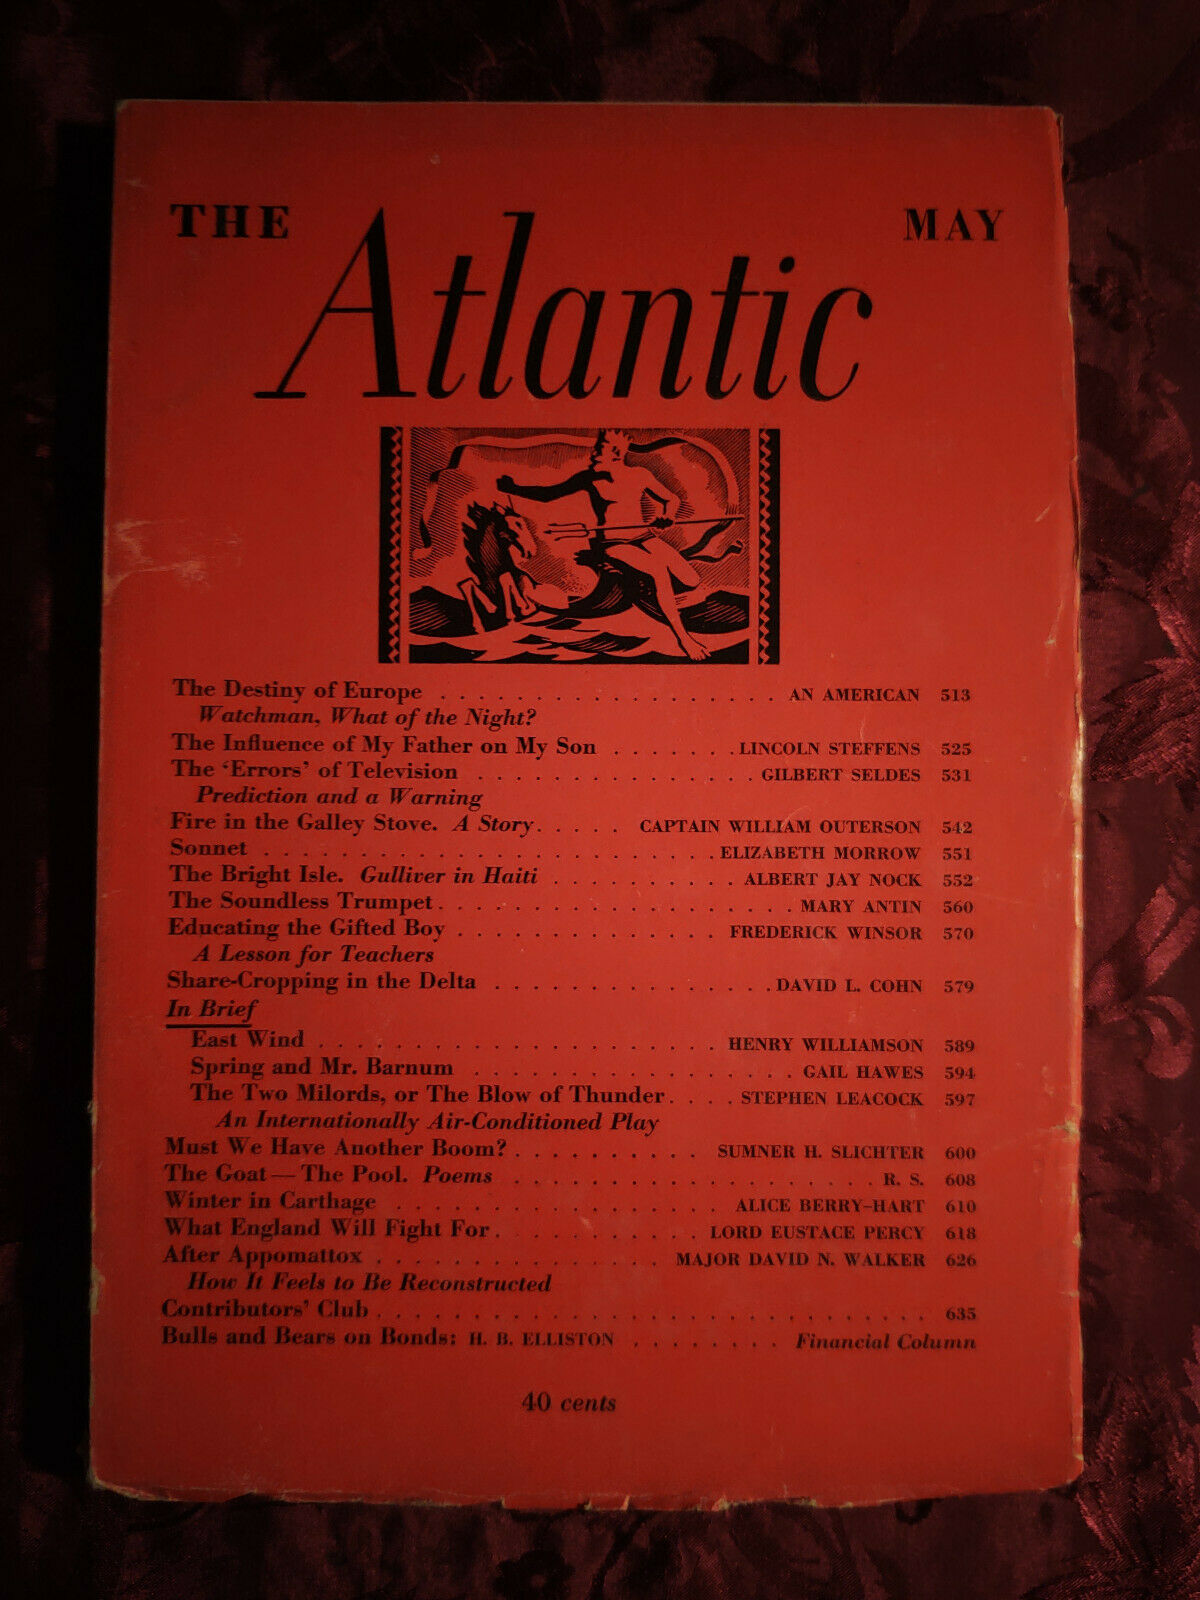 THE Atlantic MAY
The Destiny of Europe . . . . . . . . . . . . . . . . . . . AN AMERICAN 513
Watchman, What of the Night?
The Influence of My Father on My Son . . . . . . . LINCOLN STEFFENS 525
The ‘Errors’ of Television . . . . . . . . . . . . . . . GILBERT SELDES 531
Prediction and a Warning
Fire in the Galley Stove. A Story . . . . . CAPTAIN WILLIAM OUTERSON 542
Sonnet . . . . . . . . . . . . . . . . . . . . . . . . ELIZABETH MORROW 551
The Bright Isle. Gulliver in Haiti . . . . . . . . . . ALBERT JAY NOCK 552
The Soundless Trumpet . . . . . . . . . . . . . . . . . . . MARY ANTIN 560
Educating the Gifted Boy . . . . . . . . . . . . . . FREDERICK WINSOR 570
A Lesson for Teachers
Share-Cropping in the Delta . . . . . . . . . . . . . . . DAVID L. COHN 579
In Brief
East Wind . . . . . . . . . . . . . . . . . . . . . HENRY WILLIAMSON 589
Spring and Mr. Barnum . . . . . . . . . . . . . . . . . GAIL HAWES 594
The Two Milords, or The Blow of Thunder . . . . STEPHEN LEACOCK 597
An Internationally Air-Conditioned Play
Must We Have Another Boom? . . . . . . . . . . SUMNER H. SLICHTER 600
The Goat — The Pool. Poems . . . . . . . . . . . . . . . . . . . R. S. 608
Winter in Carthage . . . . . . . . . . . . . . . . . . ALICE BERRY-HART 610
What England Will Fight For . . . . . . . . . . . LORD EUSTACE PERCY 618
After Appomattox . . . . . . . . . . . . . . . . MAJOR DAVID N. WALKER 626
How It Feels to Be Reconstructed
Contributors’ Club . . . . . . . . . . . . . . . . . . . . . . . . . . . . . . 635
Bulls and Bears on Bonds: H. B. ELLISTON . . . . . . . . Financial Column
40 cents